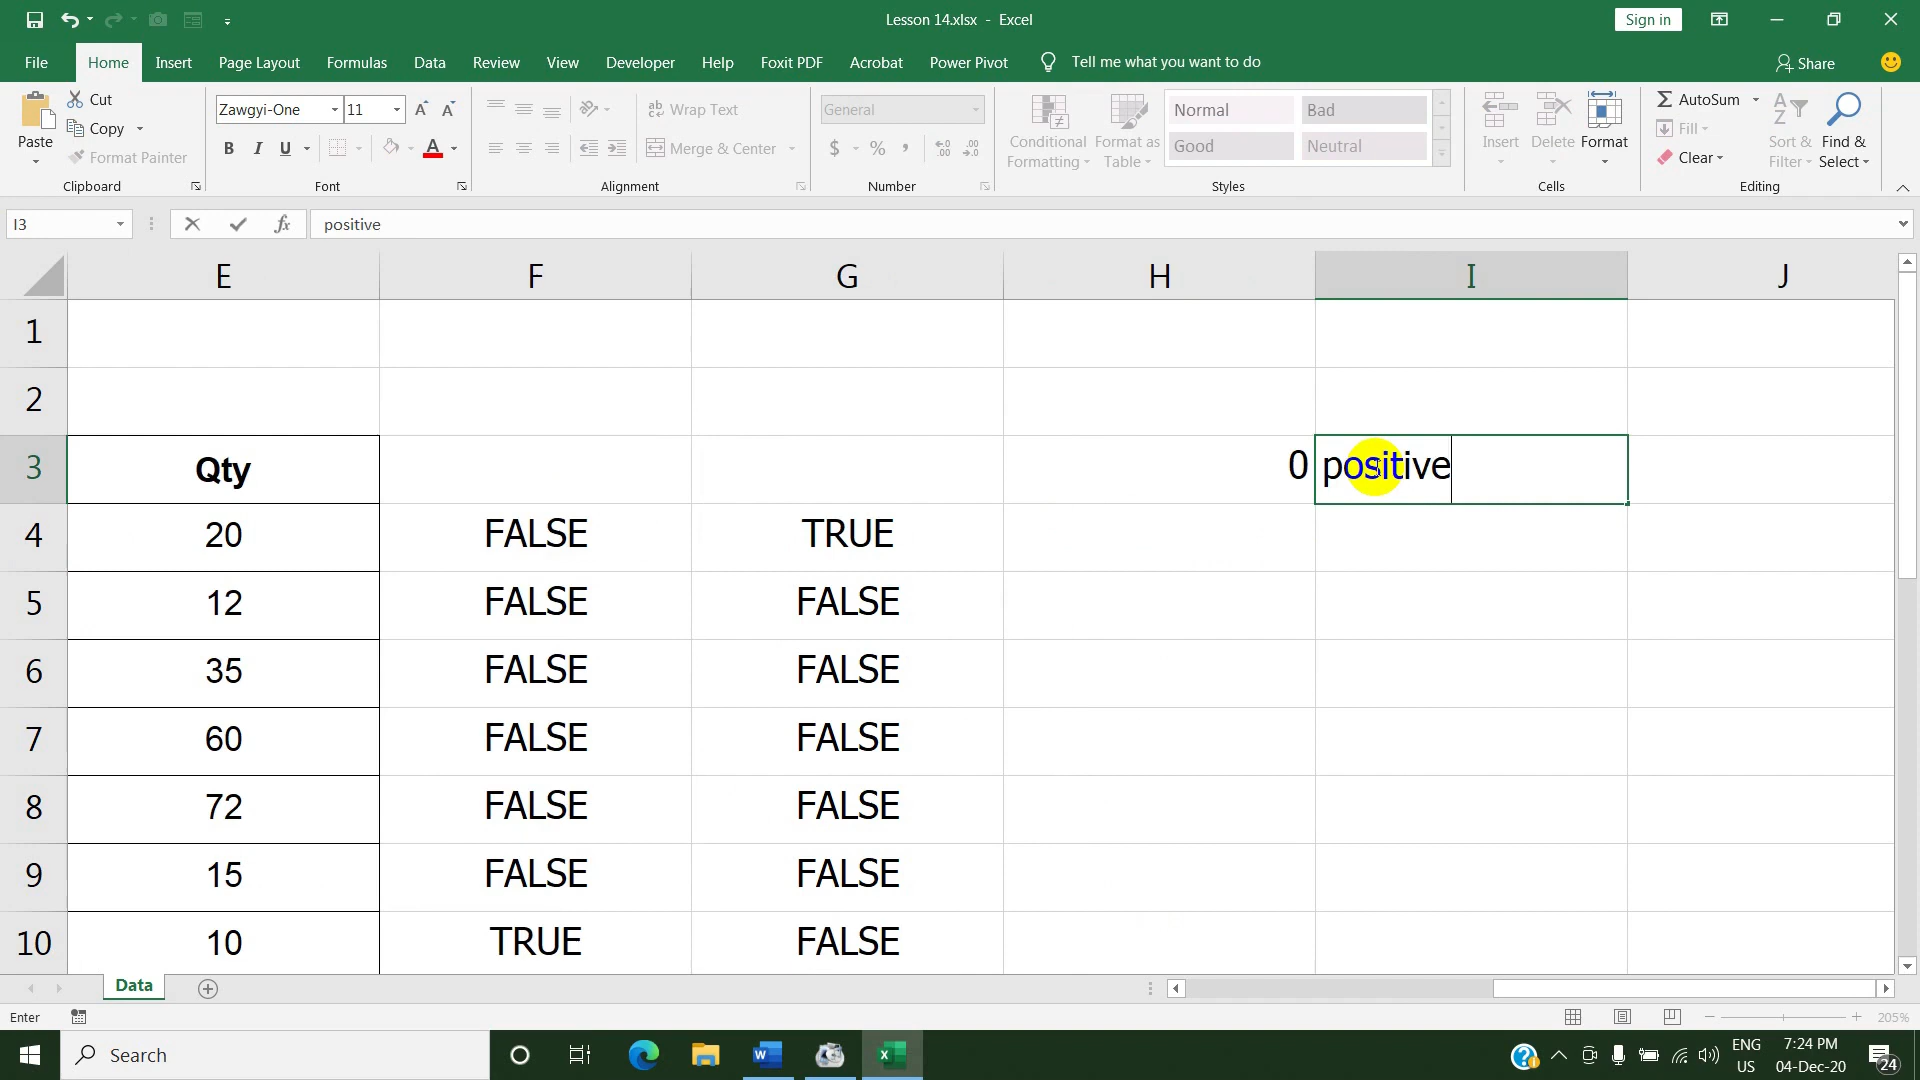 Lesson 14.xlsx - Excel
Sign in
File Home Insert Page Layout Formulas Data Review View Developer Help Foxit PDF Acrobat Power Pivot Tell me what you want to do Share
Paste
Cut
Copy
Format Painter
Clipboard
Zawgyi-One 11
B I U
Font
Wrap Text
Merge & Center
Alignment
General
$ % ,
Number
Conditional Formatting
Format as Table
Normal Bad
Good Neutral
Styles
Insert Delete Format
Cells
AutoSum
Fill
Clear
Sort & Filter
Find & Select
Editing
I3 fx positive
E F G H I J
1
2
3 Qty 0 positive
4 20 FALSE TRUE
5 12 FALSE FALSE
6 35 FALSE FALSE
7 60 FALSE FALSE
8 72 FALSE FALSE
9 15 FALSE FALSE
10 10 TRUE FALSE
Data
Enter 205%
Search
ENG US
7:24 PM
04-Dec-20
24